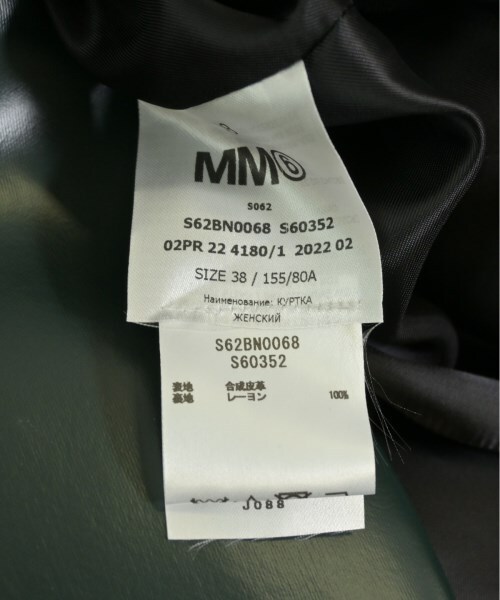 MM6
S062
S62BN0068 S60352
02PR 22 4180/1 2022 02
SIZE 38 / 155/80A
Наименование: КУРТКА
ЖЕНСКИЙ
S62BN0068
S60352
表地 合成皮革
裏地 レーヨン 100%
J088